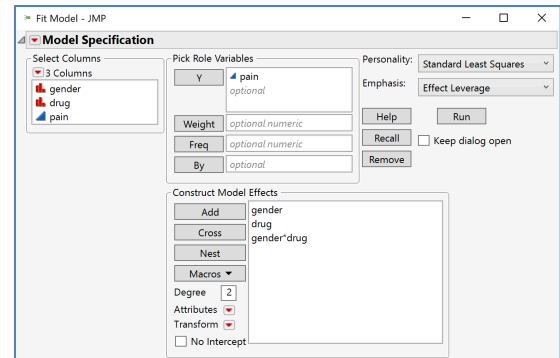 Fit Model - JMP
Model Specification
Select Columns
3 Columns
gender
drug
pain
Pick Role Variables
Y
pain
optional
Weight
optional numeric
Freq
optional numeric
By
optional
Personality:
Standard Least Squares
Emphasis:
Effect Leverage
Help
Run
Recall
Keep dialog open
Remove
Construct Model Effects
Add
Cross
Nest
Macros
Degree
2
Attributes
Transform
No Intercept
gender
drug
gender*drug